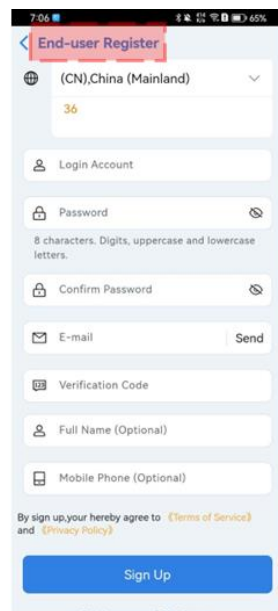 7:06 65%
End-user Register
(CN),China (Mainland)
36
Login Account
Password
8 characters. Digits, uppercase and lowercase
letters.
Confirm Password
E-mail Send
123 Verification Code
Full Name (Optional)
Mobile Phone (Optional)
By sign up,your hereby agree to 《Terms of Service》
and 《Privacy Policy》
Sign Up